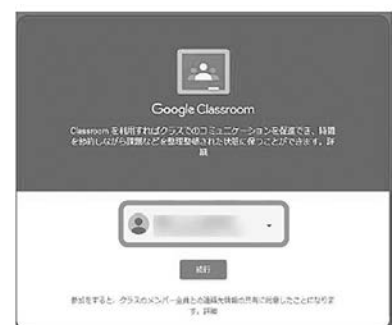 Google Classroom
Classroom を利用すればクラスでのコミュニケーションを促進でき、時間
を節約しながら課題などを整理整頓された状態に保つことができます。詳
細
続行
参加をすると、クラスのメンバー全員との連絡先情報の共有に同意したことになりま
す。詳細